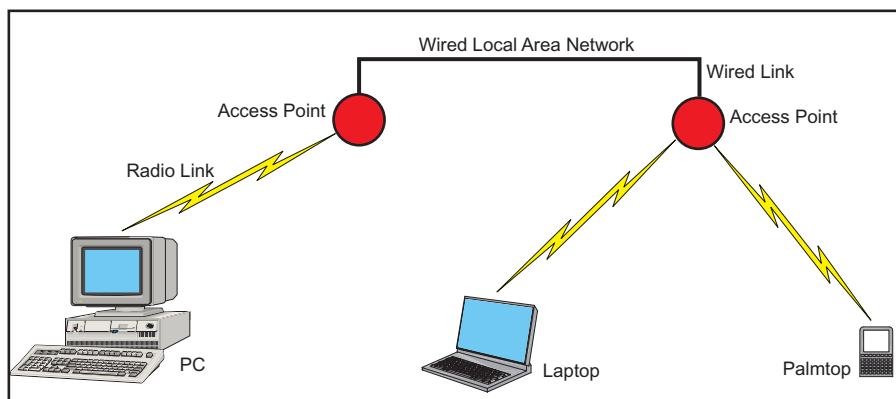 Wired Local Area Network
Wired Link
Access Point
Access Point
Radio Link
PC
Laptop
Palmtop